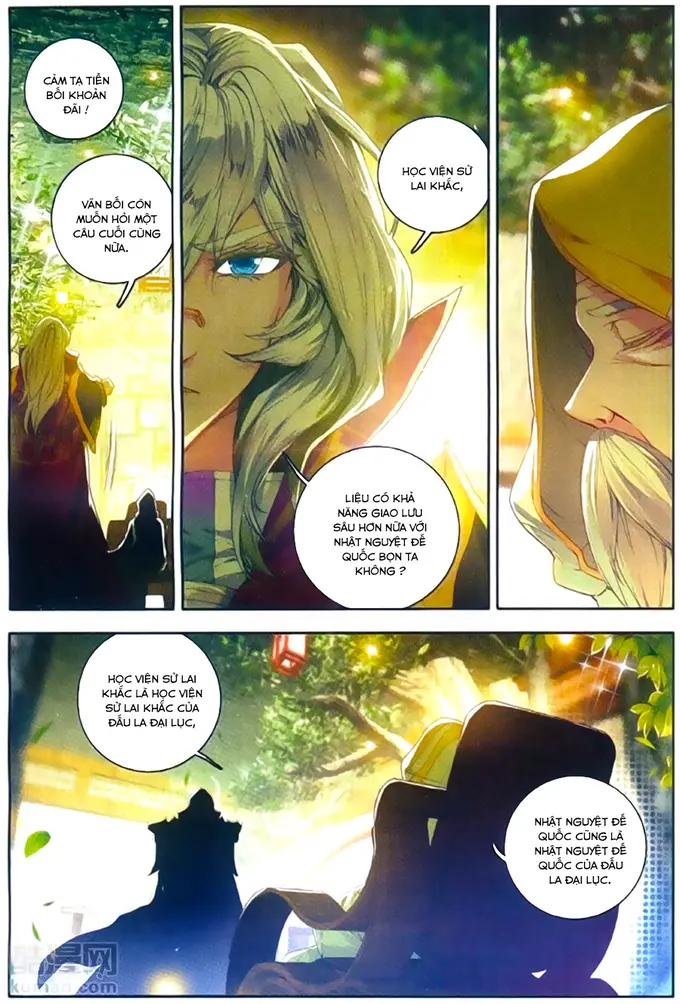 CẢM TẠ TIỀN
BỐI KHOẢN
ĐÃI !
VÃN BỐI CÒN
MUỐN HỎI MỘT
CÂU CUỐI CÙNG
NỮA.
HỌC VIỆN SỬ
LAI KHẮC,
LIỆU CÓ KHẢ
NĂNG GIAO LƯU
SÂU HƠN NỮA VỚI
NHẬT NGUYỆT ĐẾ
QUỐC BỌN TA
KHÔNG ?
HỌC VIỆN SỬ LAI
KHẮC LÀ HỌC VIỆN
SỬ LAI KHẮC CỦA
ĐẤU LA ĐẠI LỤC,
NHẬT NGUYỆT ĐẾ
QUỐC CŨNG LÀ
NHẬT NGUYỆT ĐẾ
QUỐC CỦA ĐẤU
LA ĐẠI LỤC.
酷漫网
kuman.com